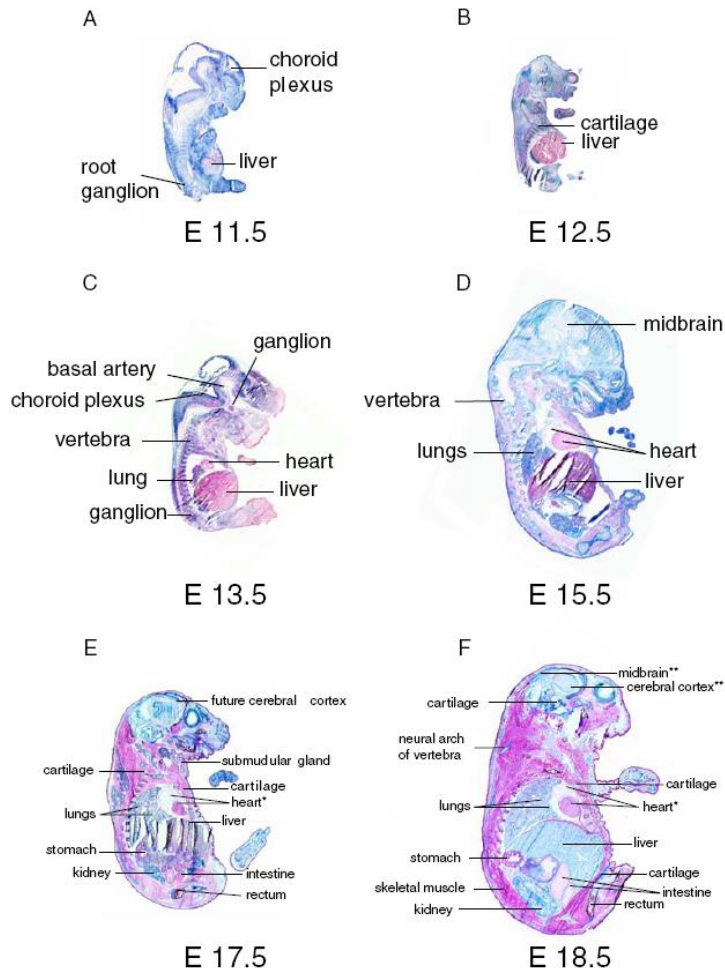 A
choroid
plexus
liver
root
ganglion
E 11.5
B
cartilage
liver
E 12.5
C
ganglion
basal artery
choroid plexus
vertebra
heart
lung
liver
ganglion
E 13.5
D
midbrain
vertebra
lungs
heart
liver
E 15.5
E
future cerebral cortex
submudular gland
cartilage
cartilage
heart*
lungs
liver
stomach
kidney
intestine
rectum
E 17.5
F
midbrain**
cerebral cortex**
cartilage
neural arch
of vertebra
cartilage
lungs
heart*
liver
stomach
cartilage
skeletal muscle
intestine
kidney
rectum
E 18.5